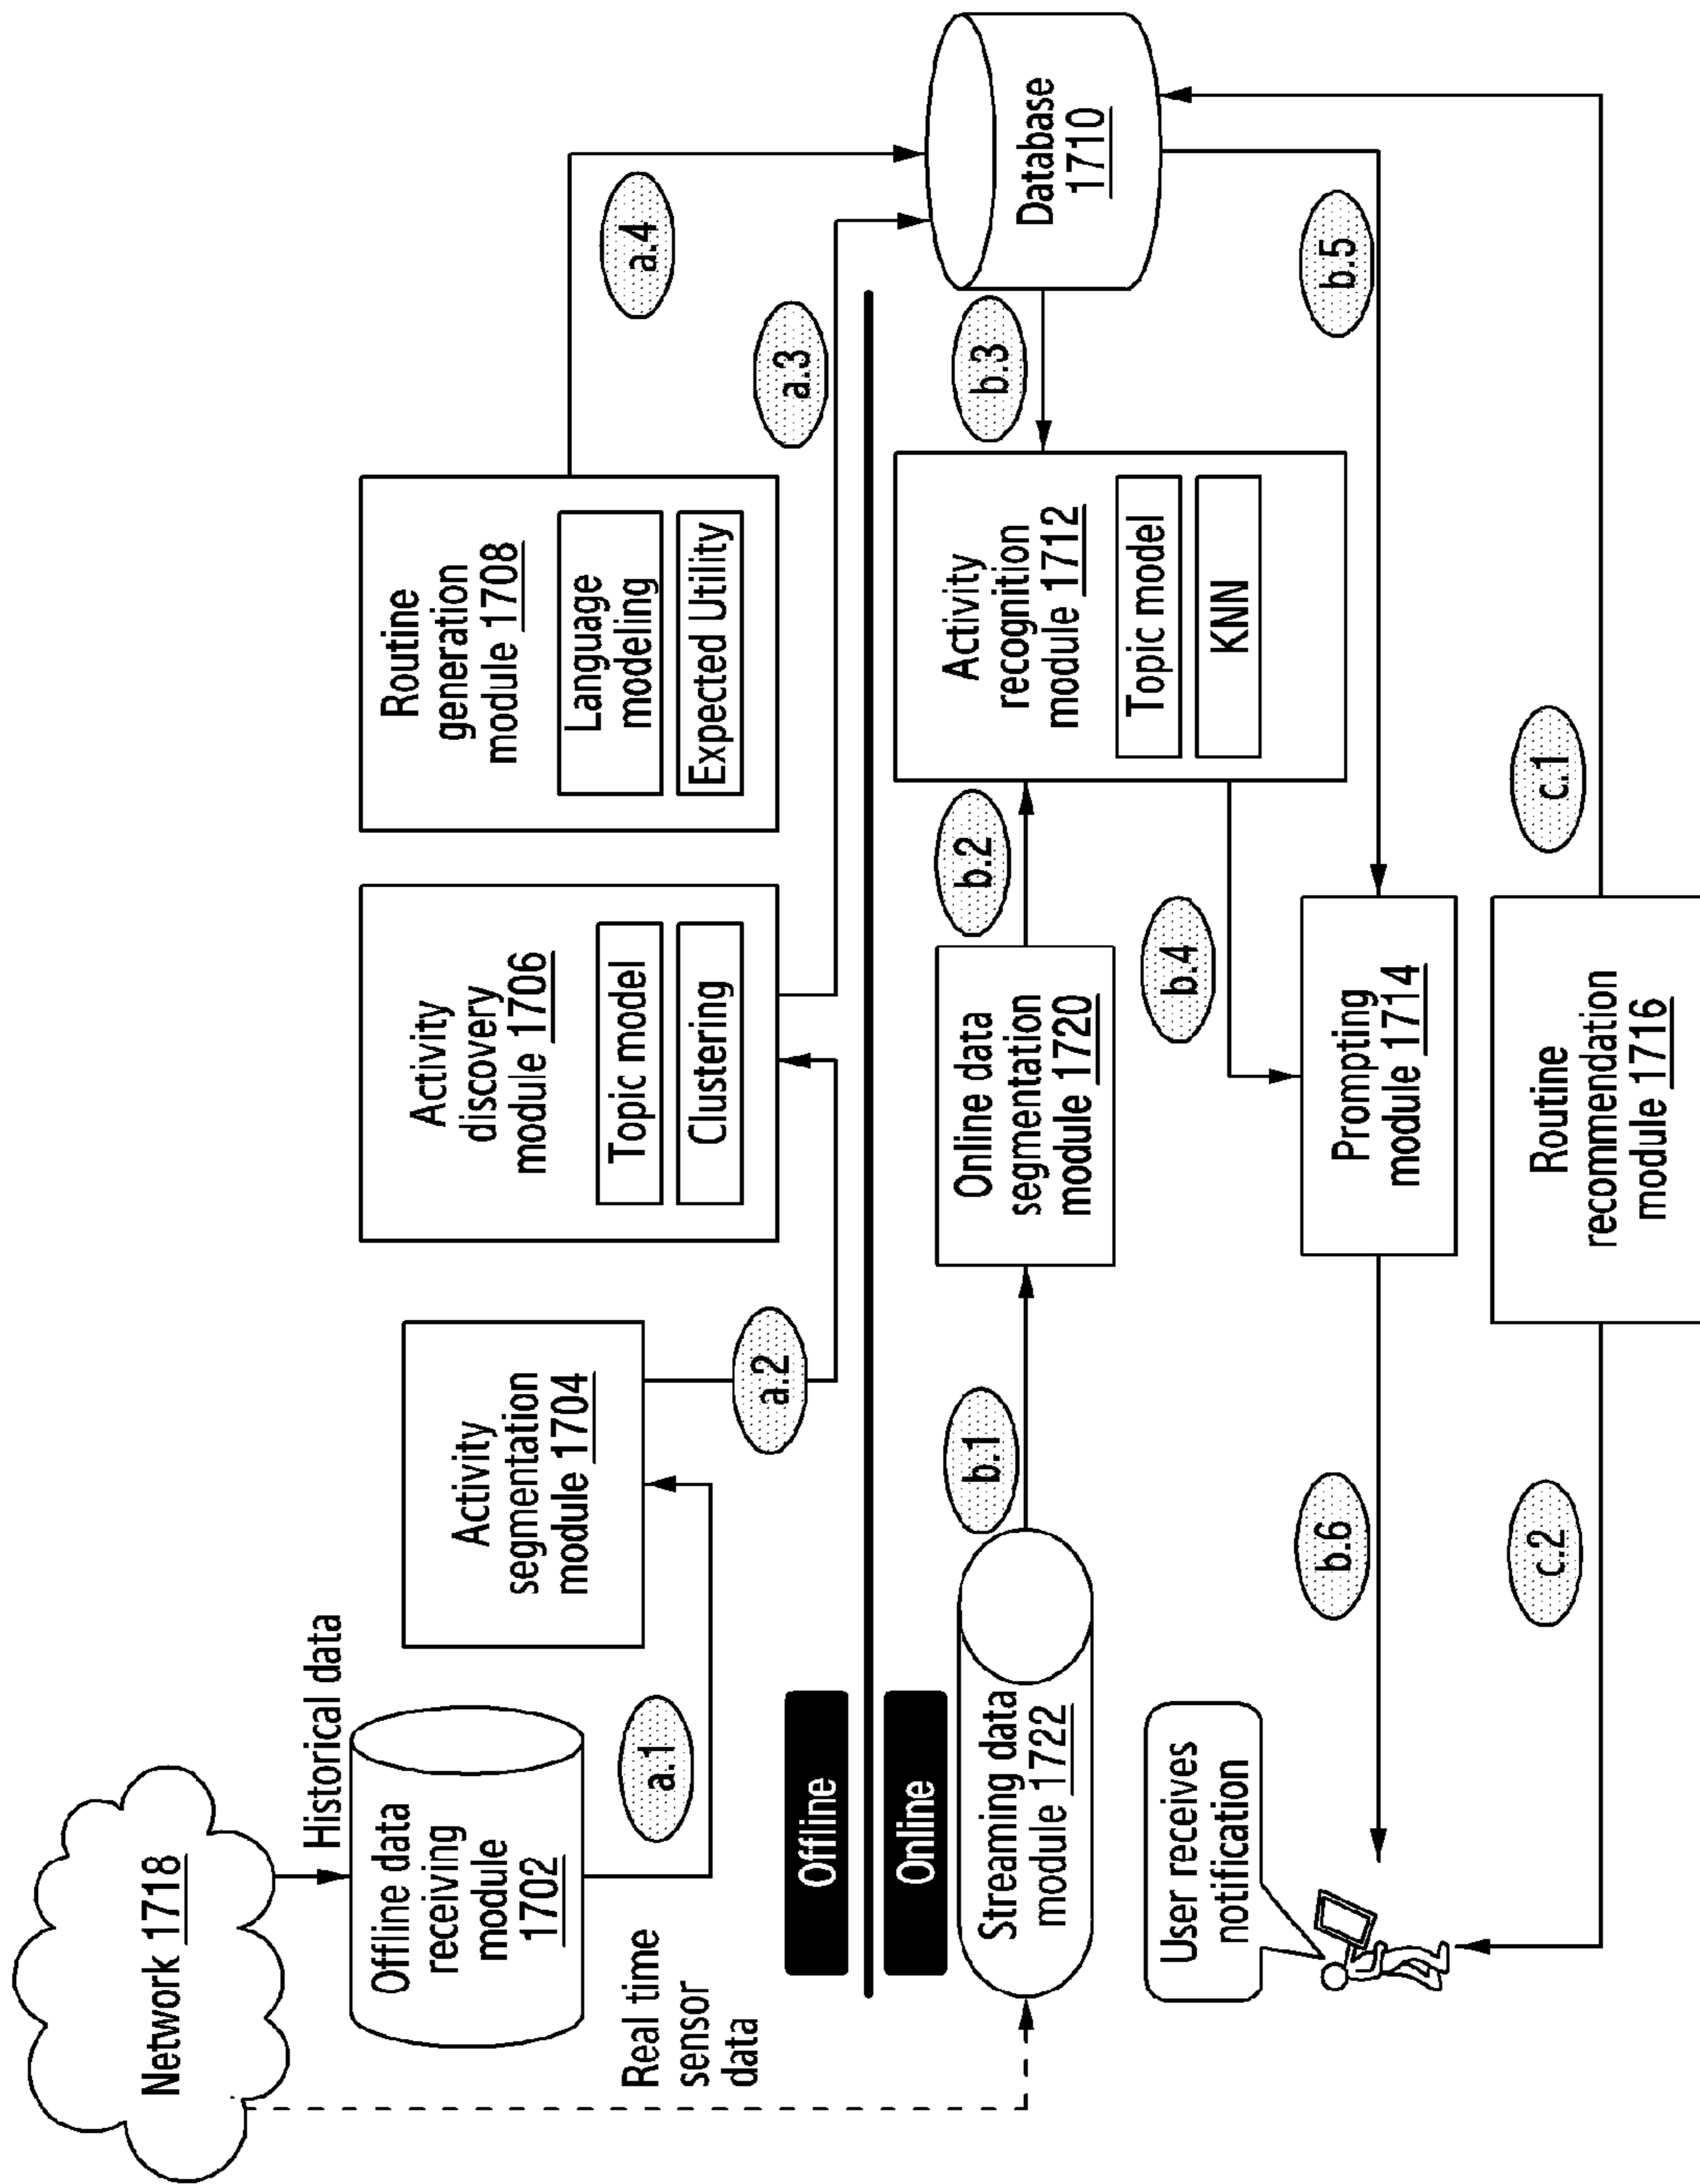 Network 1718
Historical data
Offline data
receiving
module
1702
a.1
Real time
sensor
data
Activity
segmentation
module 1704
a.2
Activity
discovery
module 1706
Topic model
Clustering
a.3
Routine
generation
module 1708
Language
modeling
Expected Utility
a.4
Offline
Online
Streaming data
module 1722
b.1
Online data
segmentation
module 1720
b.2
Activity
recognition
module 1712
Topic model
KNN
b.3
Database
1710
b.4
b.5
Prompting
module 1714
b.6
User receives
notification
Routine
recommendation
module 1716
c.1
c.2